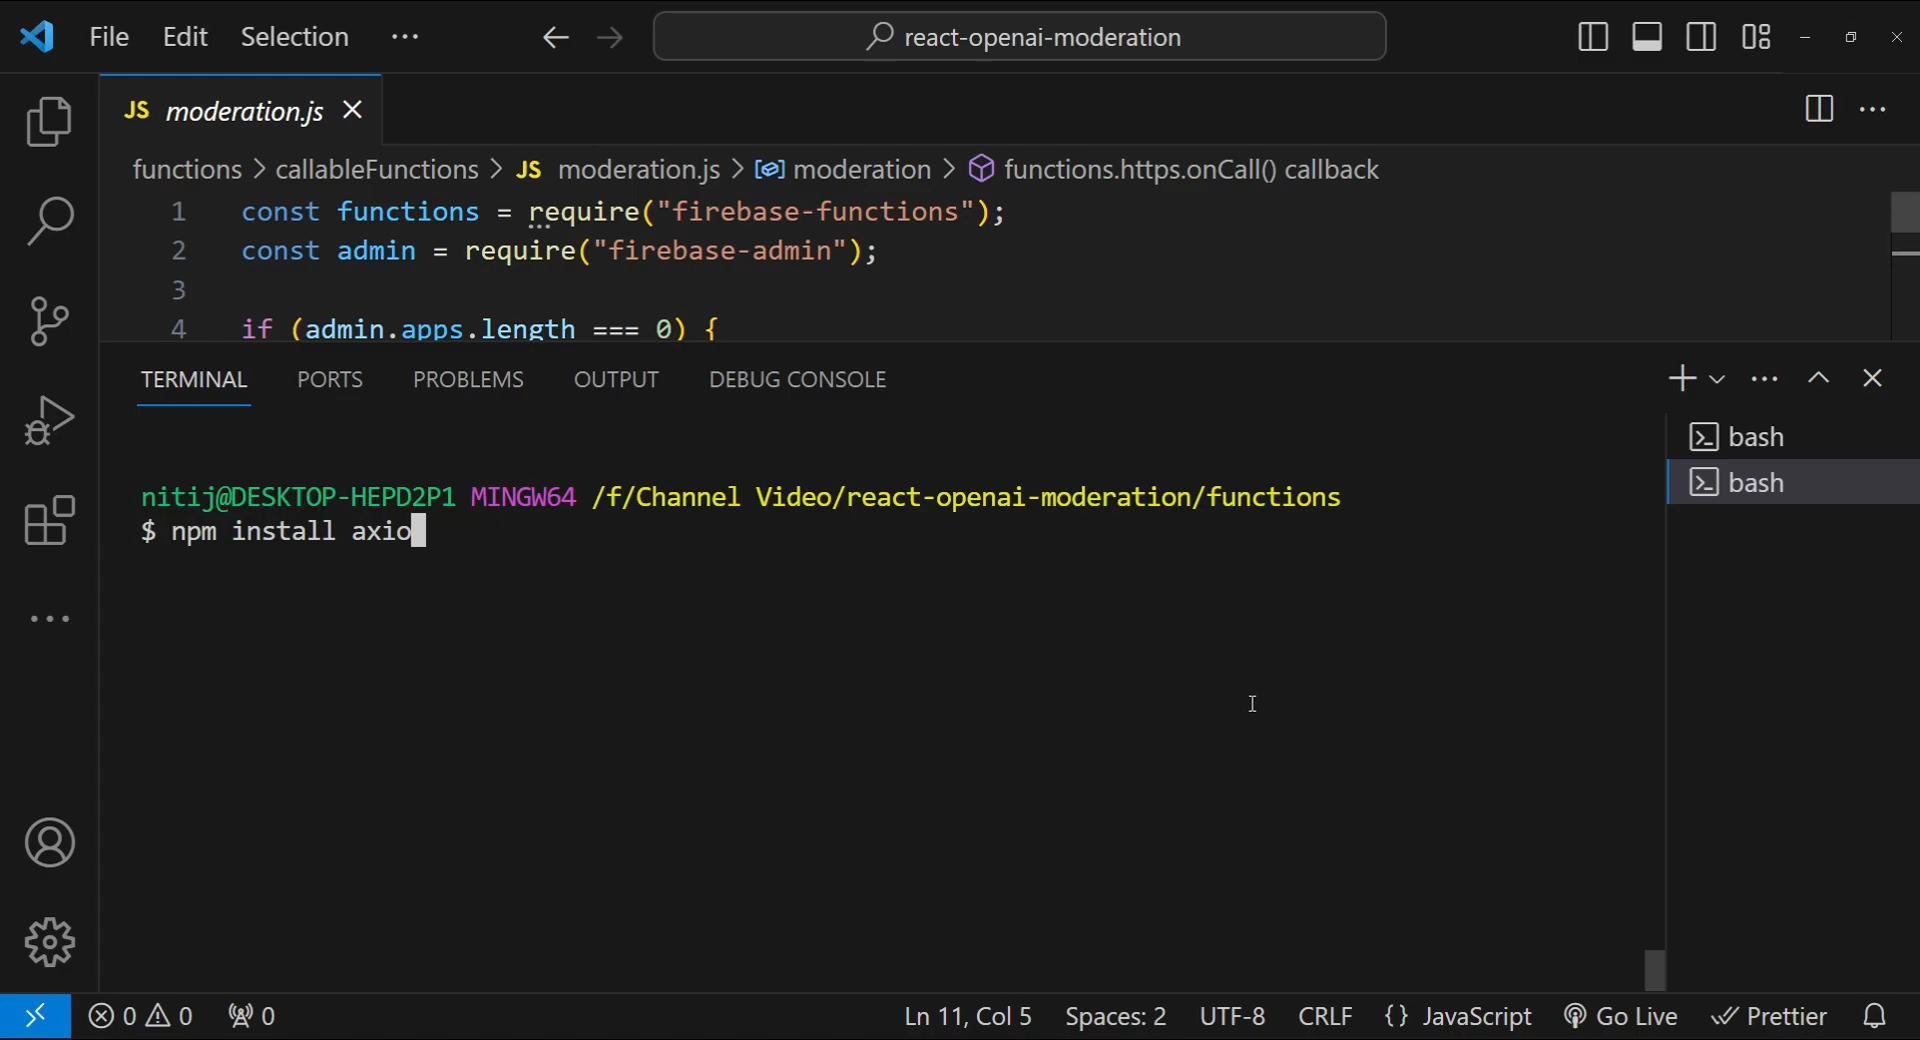 File Edit Selection ··· react-openai-moderation
JS moderation.js
functions > callableFunctions > JS moderation.js > moderation > functions.https.onCall() callback
1 const functions = require("firebase-functions");
2 const admin = require("firebase-admin");
3
4 if (admin.apps.length === 0) {
TERMINAL PORTS PROBLEMS OUTPUT DEBUG CONSOLE
bash
bash
nitij@DESKTOP-HEPD2P1 MINGW64 /f/Channel Video/react-openai-moderation/functions
$ npm install axio
0 0 0 Ln 11, Col 5 Spaces: 2 UTF-8 CRLF {} JavaScript Go Live Prettier